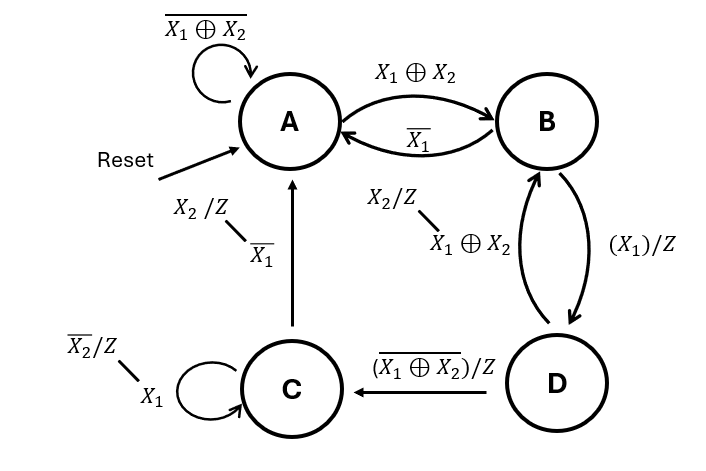 $\overline{X_1 \oplus X_2}$
$X_1 \oplus X_2$
A
B
$\overline{X_1}$
Reset
$X_2 /Z$
$\overline{X_1}$
$X_2/Z$
$X_1 \oplus X_2$
$(X_1)/Z$
$\overline{X_2}/Z$
$X_1$
C
$(\overline{X_1 \oplus X_2})/Z$
D